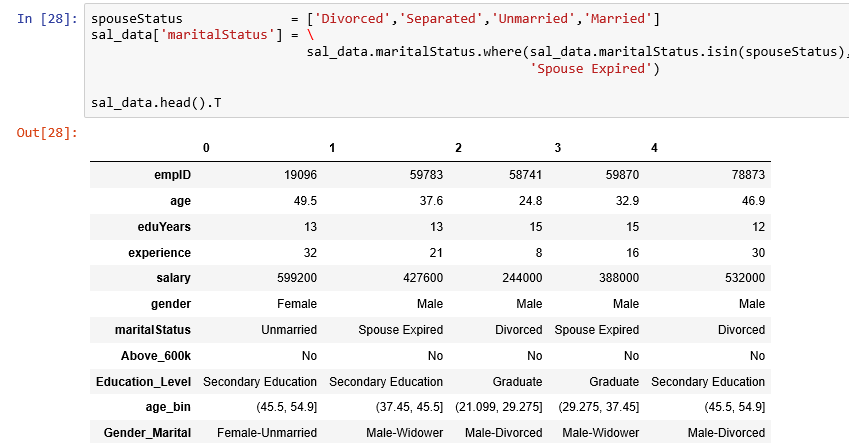 In [28]: spouseStatus = ['Divorced','Separated','Unmarried','Married']
sal_data['maritalStatus'] = \
sal_data.maritalStatus.where(sal_data.maritalStatus.isin(spouseStatus),
'Spouse Expired')
sal_data.head().T
Out[28]:
0 1 2 3 4
empID 19096 59783 58741 59870 78873
age 49.5 37.6 24.8 32.9 46.9
eduYears 13 13 15 15 12
experience 32 21 8 16 30
salary 599200 427600 244000 388000 532000
gender Female Male Male Male Male
maritalStatus Unmarried Spouse Expired Divorced Spouse Expired Divorced
Above_600k No No No No No
Education_Level Secondary Education Secondary Education Graduate Graduate Secondary Education
age_bin (45.5, 54.9] (37.45, 45.5] (21.099, 29.275] (29.275, 37.45] (45.5, 54.9]
Gender_Marital Female-Unmarried Male-Widower Male-Divorced Male-Widower Male-Divorced